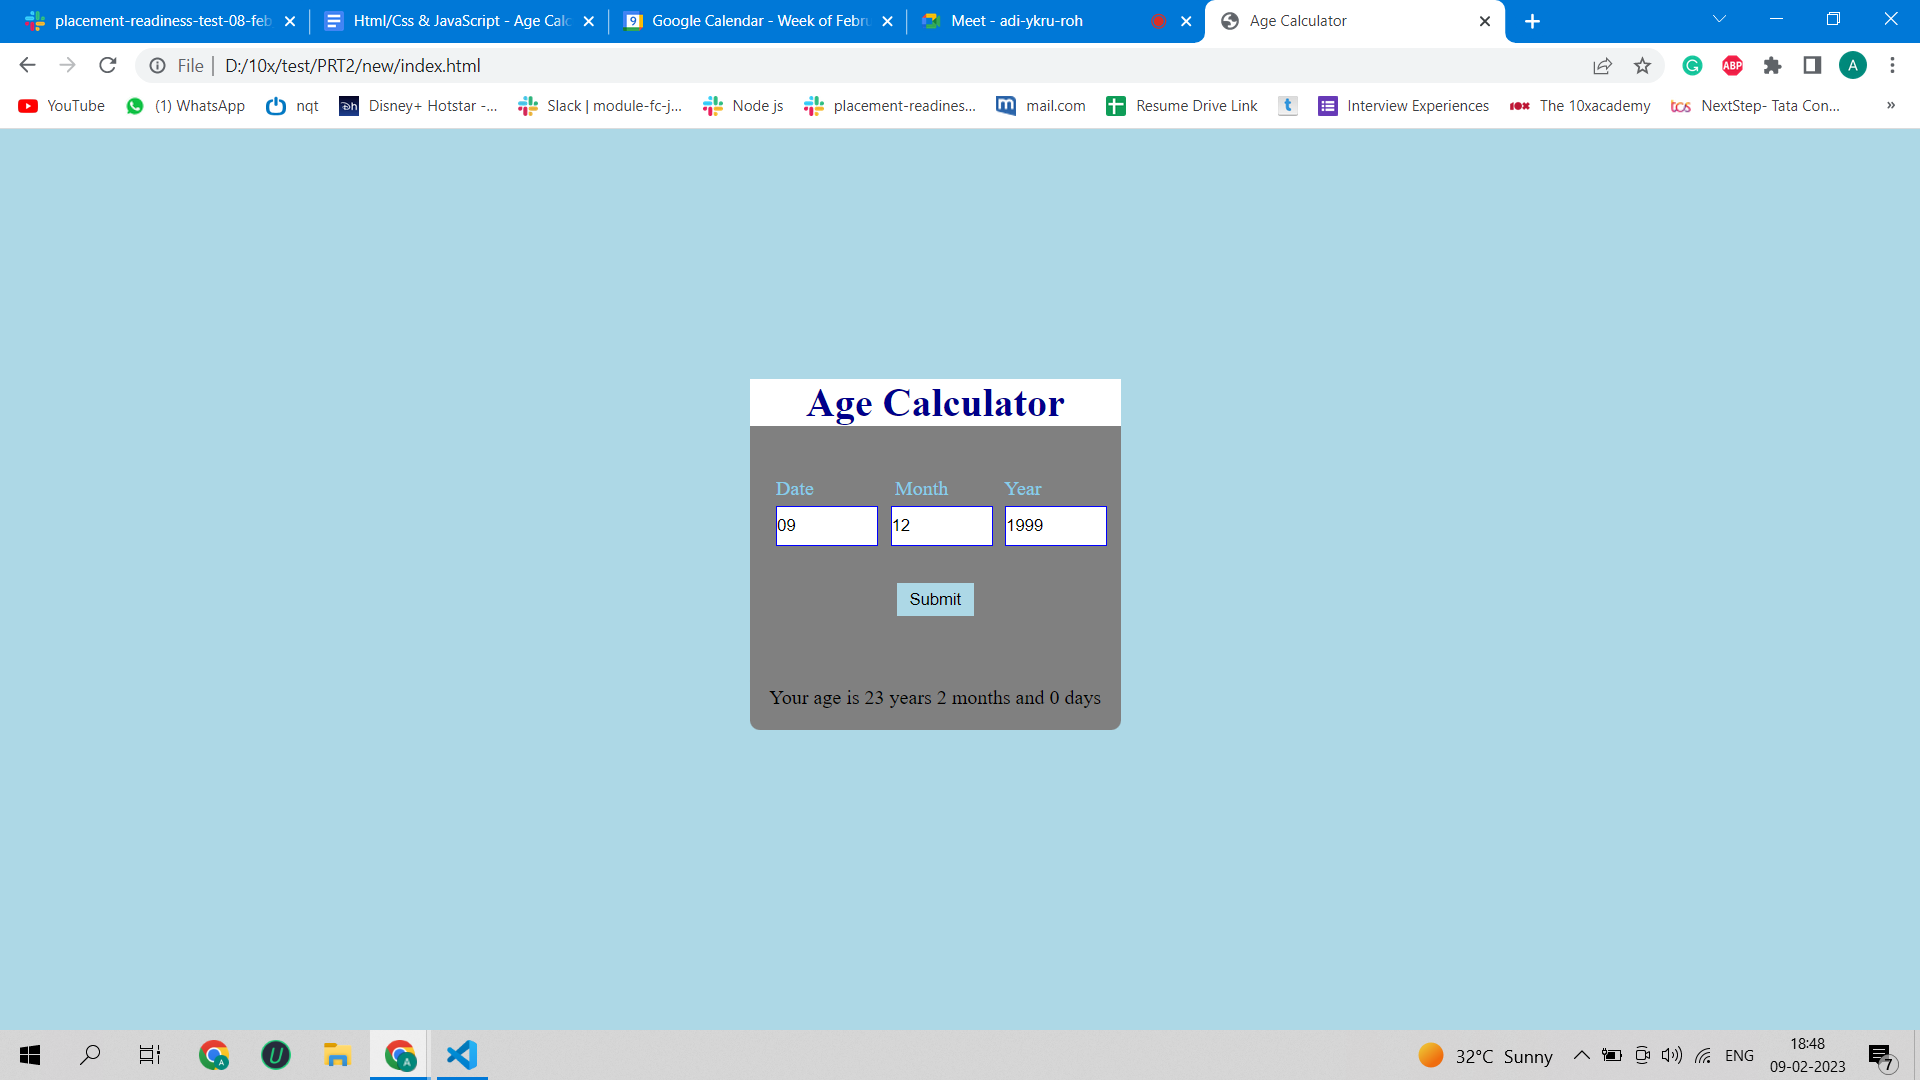 placement-readiness-test-08-feb
Html/Css & JavaScript - Age Calc
Google Calendar - Week of Febru
Meet - adi-ykru-roh
Age Calculator
File
D:/10x/test/PRT2/new/index.html
ABP
A
YouTube
(1) WhatsApp
nqt
Disney+ Hotstar -...
Slack | module-fc-j...
Node js
placement-readines...
mail.com
Resume Drive Link
Interview Experiences
The 10xacademy
NextStep- Tata Con...
»
Age Calculator
Date Month Year
09 12 1999
Submit
Your age is 23 years 2 months and 0 days
32°C Sunny
ENG
18:48
09-02-2023
7